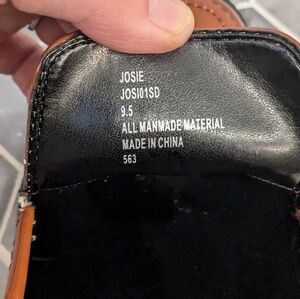 JOSIE
JOSI01SD
9.5
ALL MANMADE MATERIAL
MADE IN CHINA
563